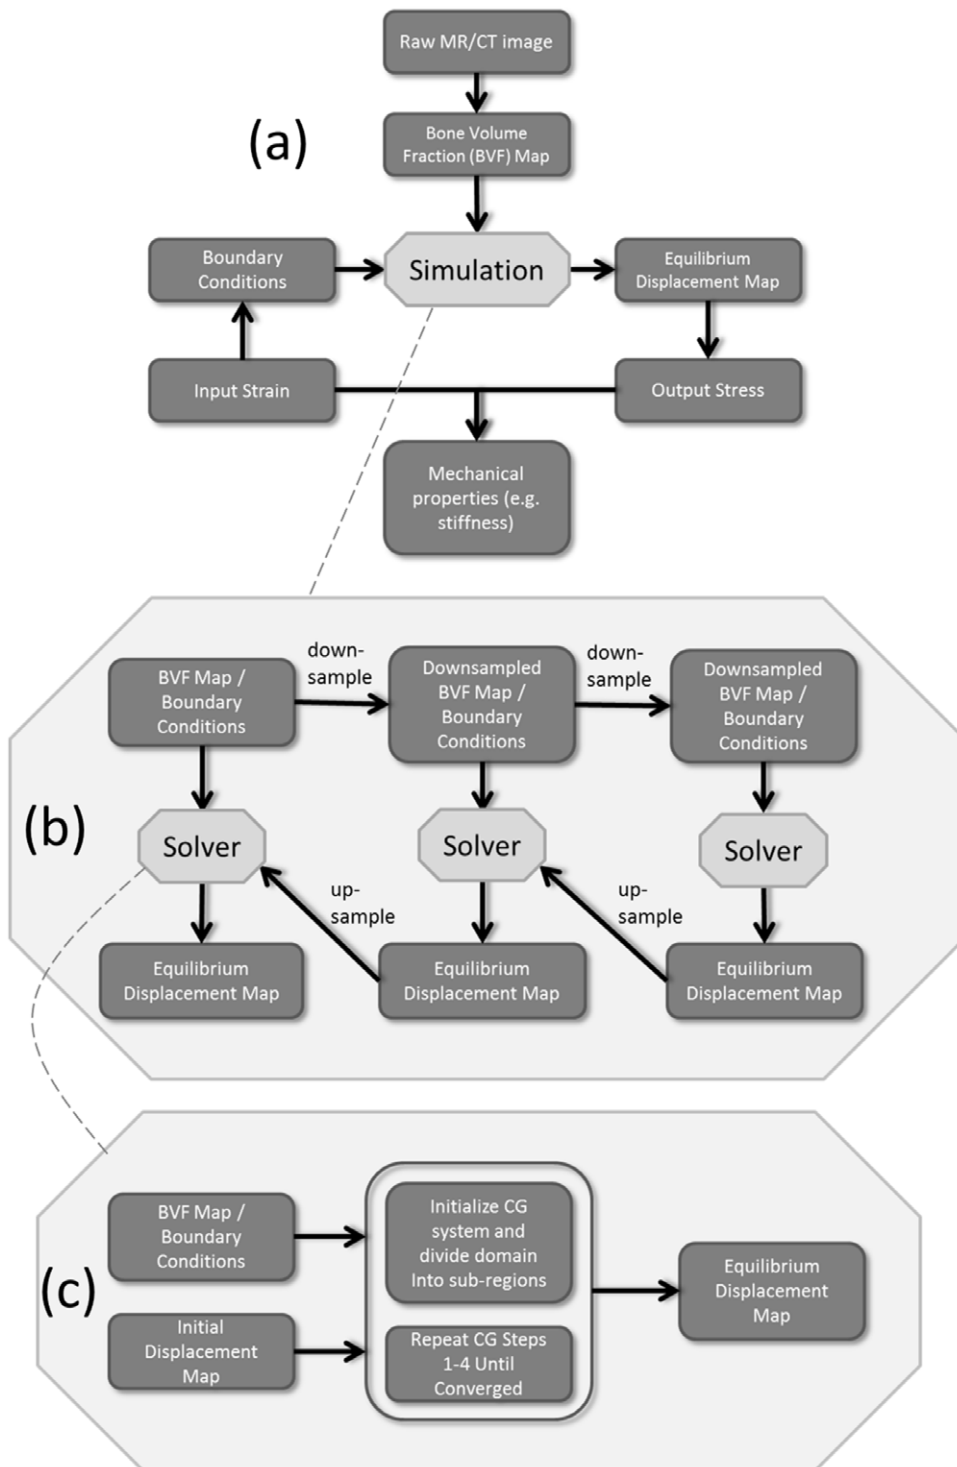 Raw MR/CT image
(a)
Bone Volume
Fraction (BVF) Map
Boundary
Conditions
Simulation
Equilibrium
Displacement Map
Input Strain
Output Stress
Mechanical
properties (e.g.
stiffness)
(b)
BVF Map /
Boundary
Conditions
down-
sample
Downsampled
BVF Map /
Boundary
Conditions
down-
sample
Downsampled
BVF Map /
Boundary
Conditions
Solver
Solver
Solver
up-
sample
up-
sample
Equilibrium
Displacement Map
Equilibrium
Displacement Map
Equilibrium
Displacement Map
(c)
BVF Map /
Boundary
Conditions
Initial
Displacement
Map
Initialize CG
system and
divide domain
Into sub-regions
Repeat CG Steps
1-4 Until
Converged
Equilibrium
Displacement
Map